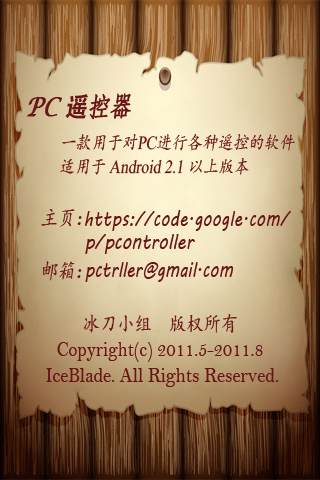 PC 遥控器
一款用于对PC进行各种遥控的软件
适用于 Android 2.1 以上版本
主页:https://code.google.com/
p/pcontroller
邮箱:pctrller@gmail.com
冰刀小组 版权所有
Copyright(c) 2011.5-2011.8
IceBlade. All Rights Reserved.